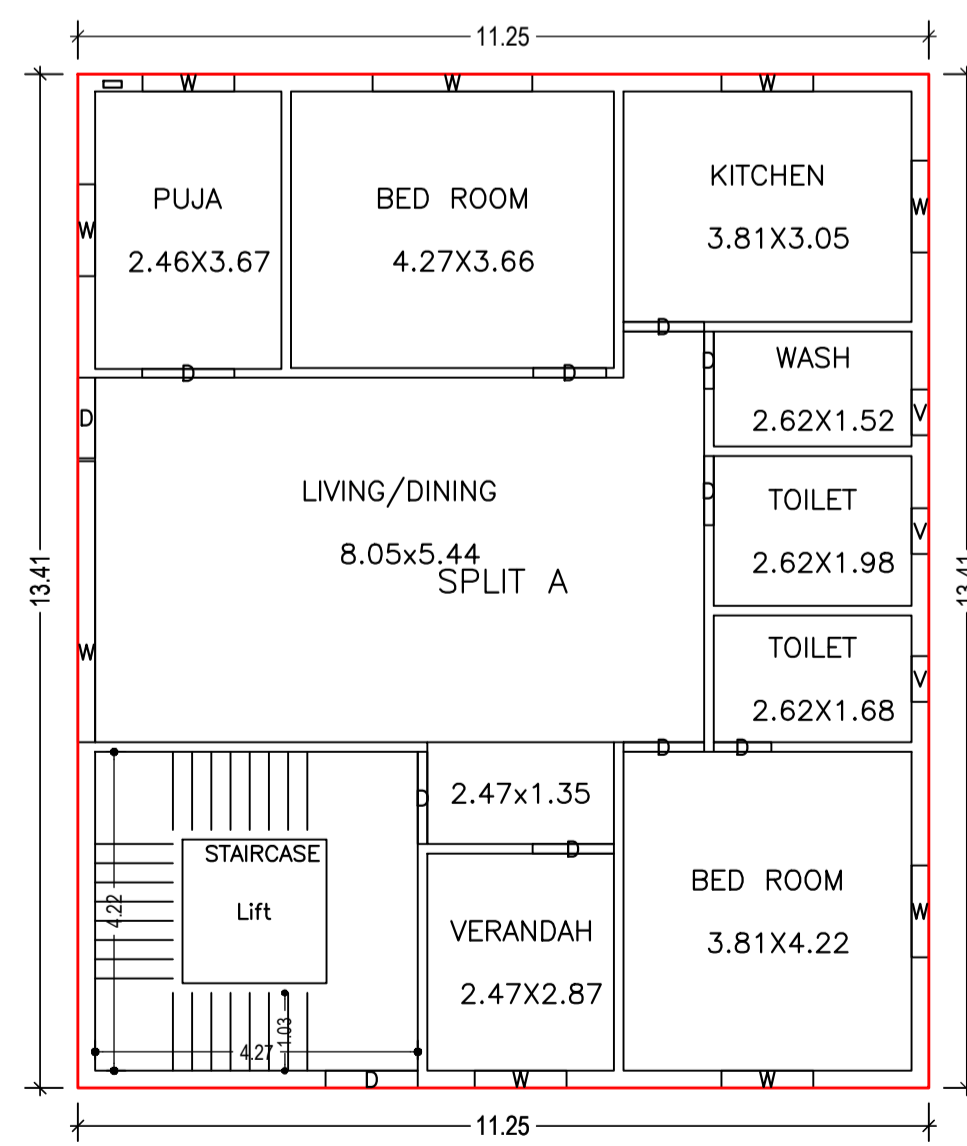 11.25
W W W
PUJA
2.46X3.67
BED ROOM
4.27X3.66
KITCHEN
3.81X3.05
W
W
D
D
D
D
WASH
2.62X1.52
V
D
D
TOILET
2.62X1.98
V
LIVING/DINING
8.05x5.44
SPLIT A
13.41
13.41
W
TOILET
2.62X1.68
V
D
D
2.47x1.35
D
D
STAIRCASE
Lift
4.22
1.03
4.27
VERANDAH
2.47X2.87
BED ROOM
3.81X4.22
W
D
W
W
11.25